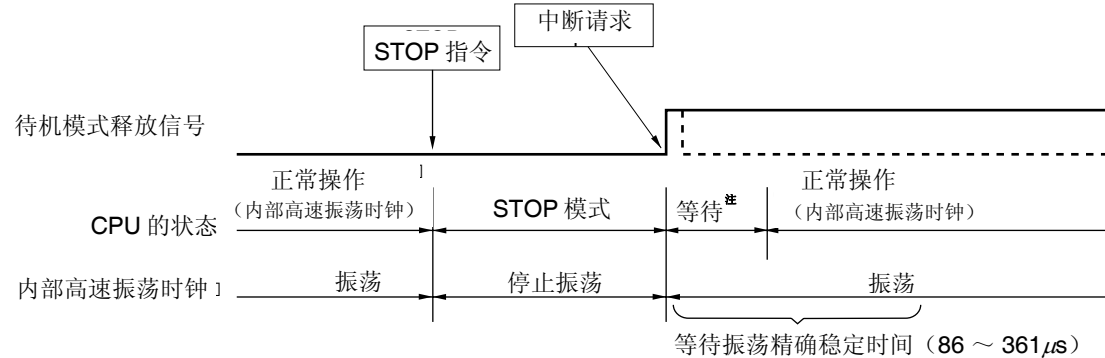 中断请求
STOP 指令
待机模式释放信号
正常操作
（内部高速振荡时钟）
STOP 模式
等待注
正常操作
（内部高速振荡时钟）
CPU 的状态
内部高速振荡时钟
振荡
停止振荡
振荡
等待振荡精确稳定时间（86 ～ 361μs）